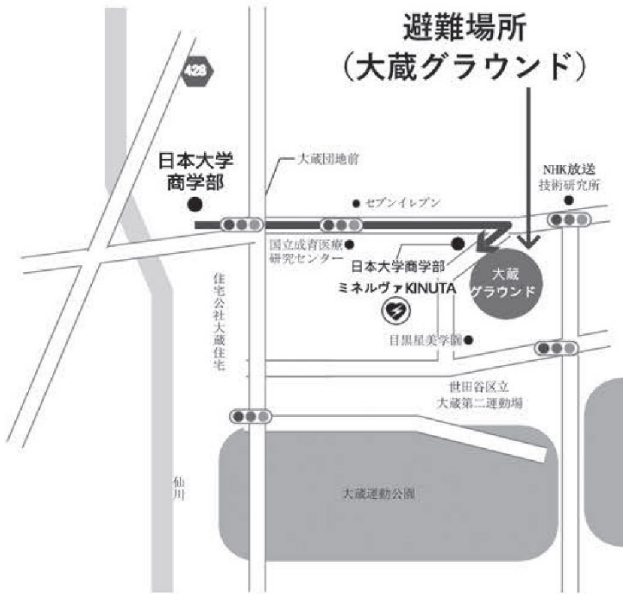 避難場所
（大蔵グラウンド）
428
日本大学
商学部
大蔵団地前
セブンイレブン
NHK放送
技術研究所
国立成育医療
研究センター
日本大学商学部
ミネルヴァKINUTA
大蔵
グラウンド
住宅公社大蔵住宅
目黒星美学園
世田谷区立
大蔵第二運動場
仙川
大蔵運動公園